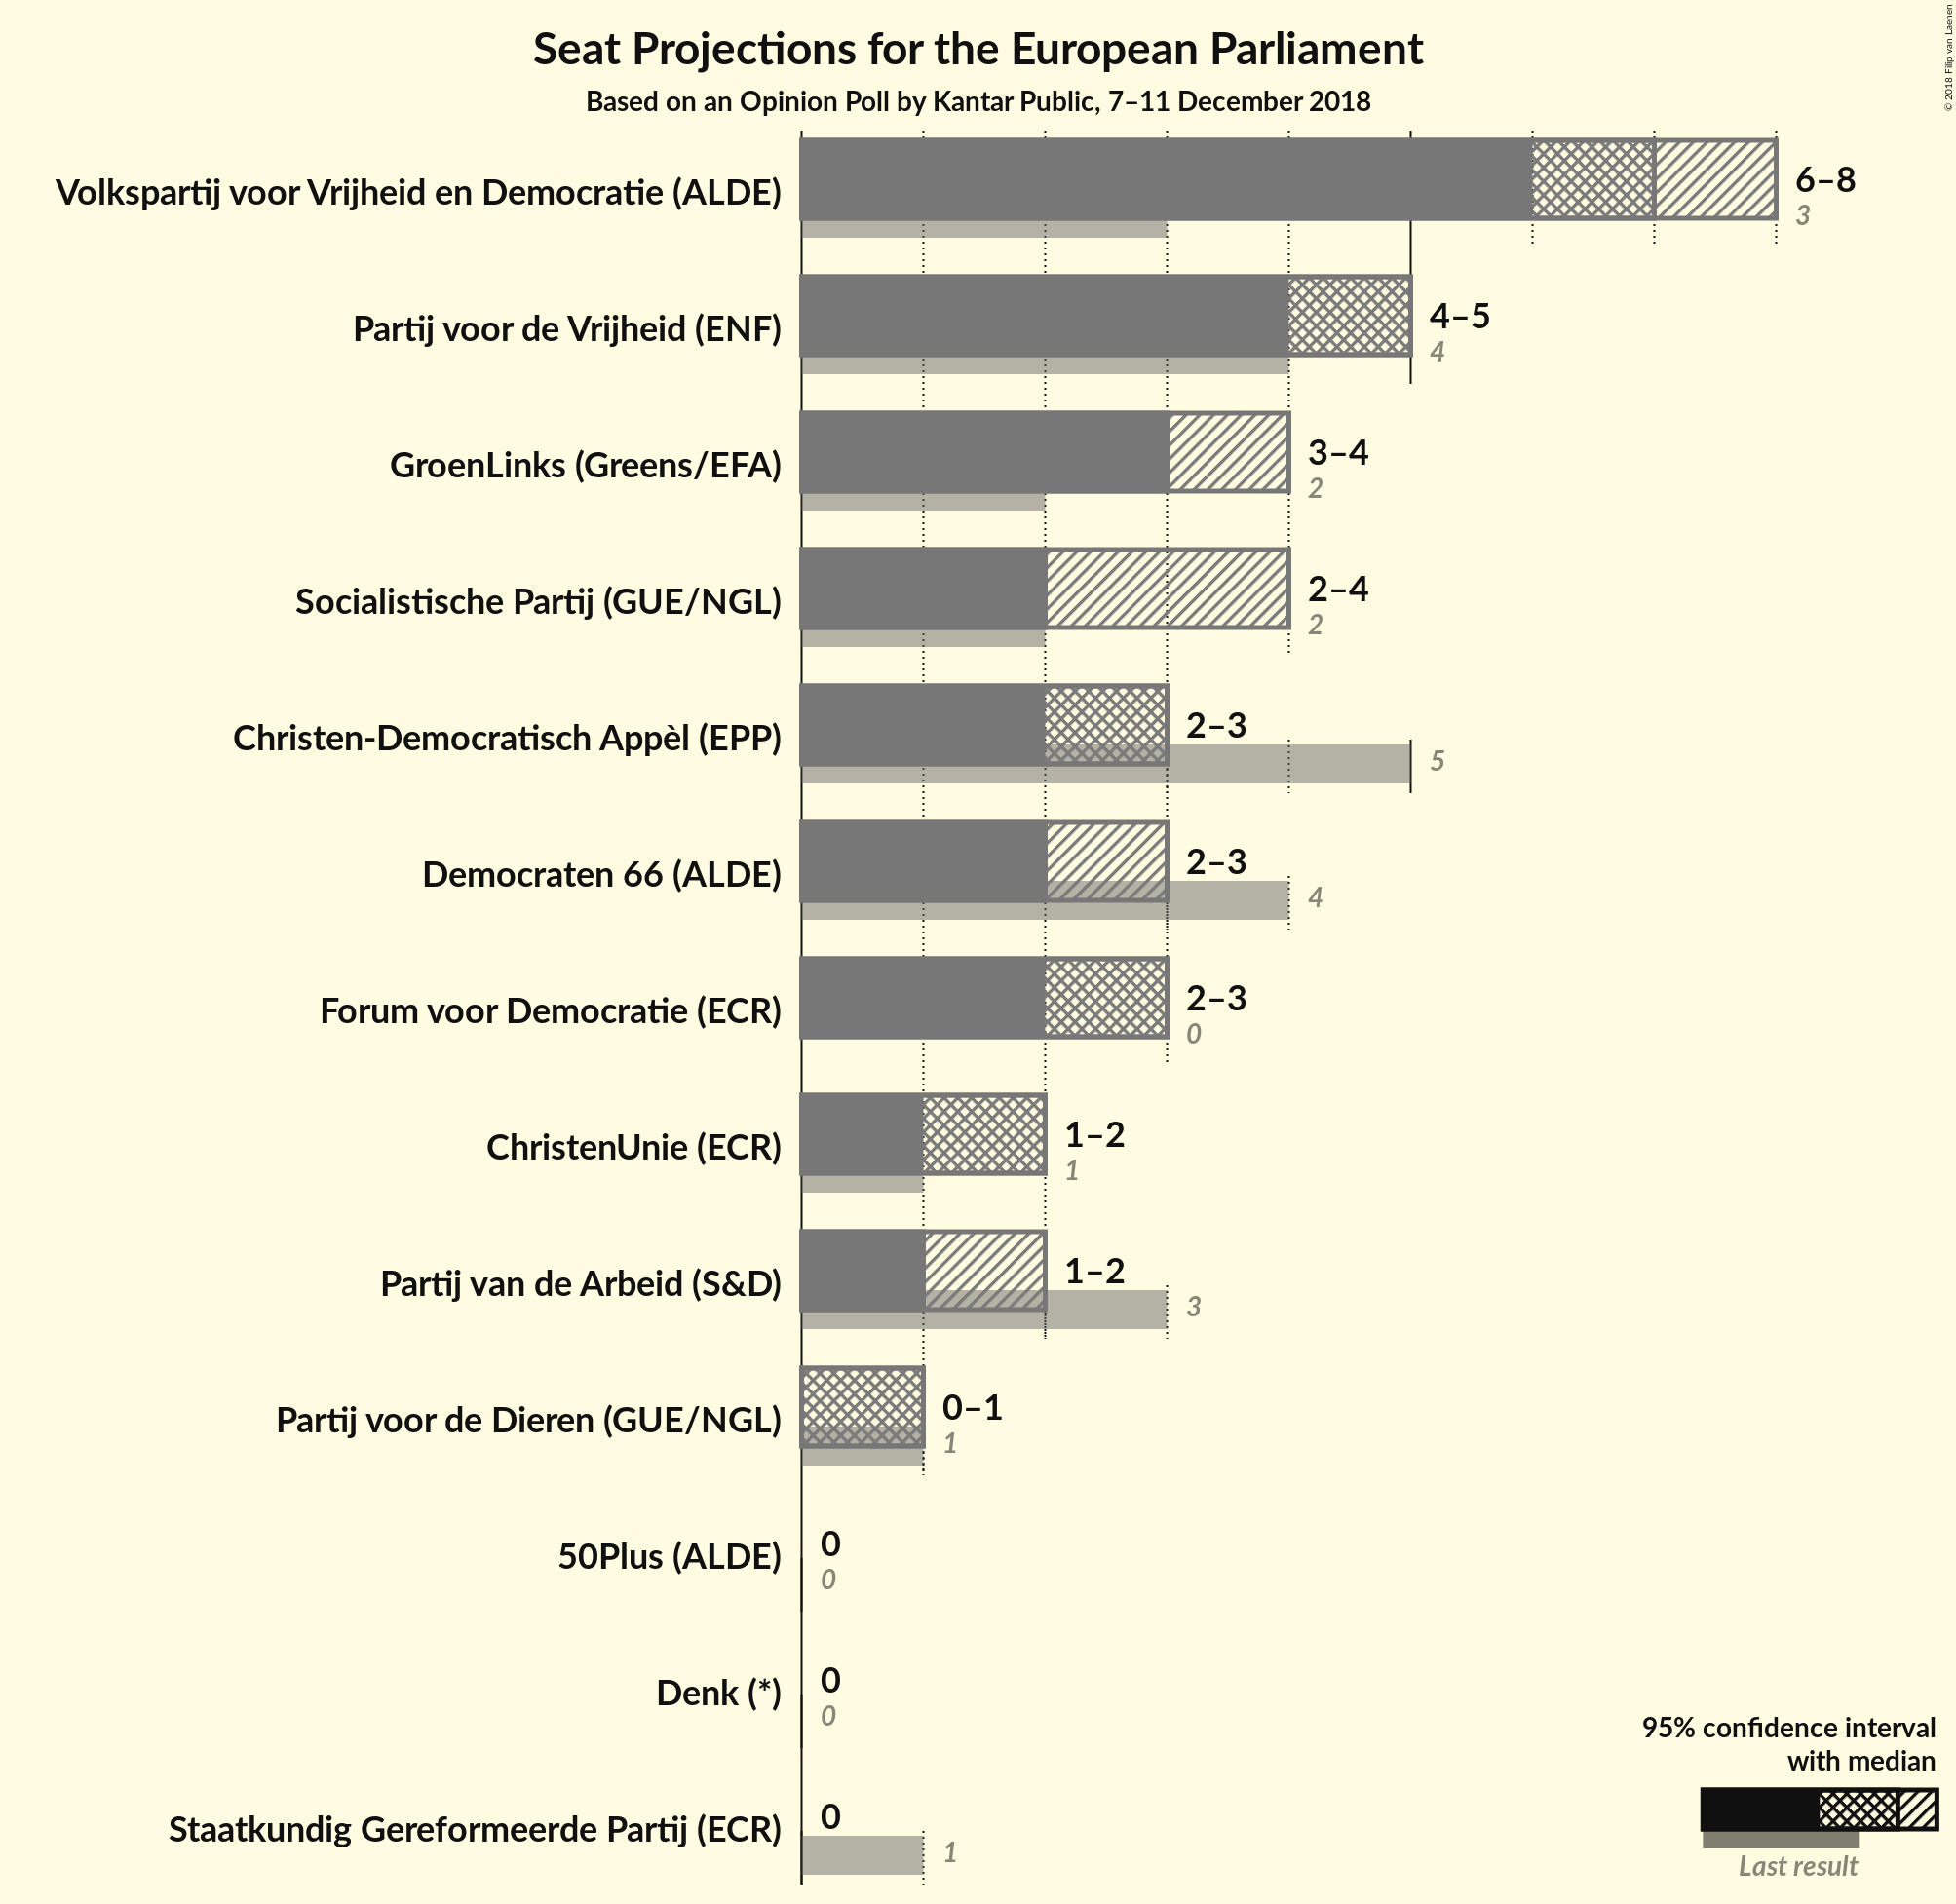 Seat Projections for the European Parliament
Based on an Opinion Poll by Kantar Public, 7–11 December 2018
© 2018 Filip van Laenen
Volkspartij voor Vrijheid en Democratie (ALDE)
6–8
3
Partij voor de Vrijheid (ENF)
4–5
4
GroenLinks (Greens/EFA)
3–4
2
Socialistische Partij (GUE/NGL)
2–4
2
Christen-Democratisch Appèl (EPP)
2–3
5
Democraten 66 (ALDE)
2–3
4
Forum voor Democratie (ECR)
2–3
0
ChristenUnie (ECR)
1–2
1
Partij van de Arbeid (S&D)
1–2
3
Partij voor de Dieren (GUE/NGL)
0–1
1
50Plus (ALDE)
0
0
Denk (*)
0
0
Staatkundig Gereformeerde Partij (ECR)
0
1
95% confidence interval
with median
Last result